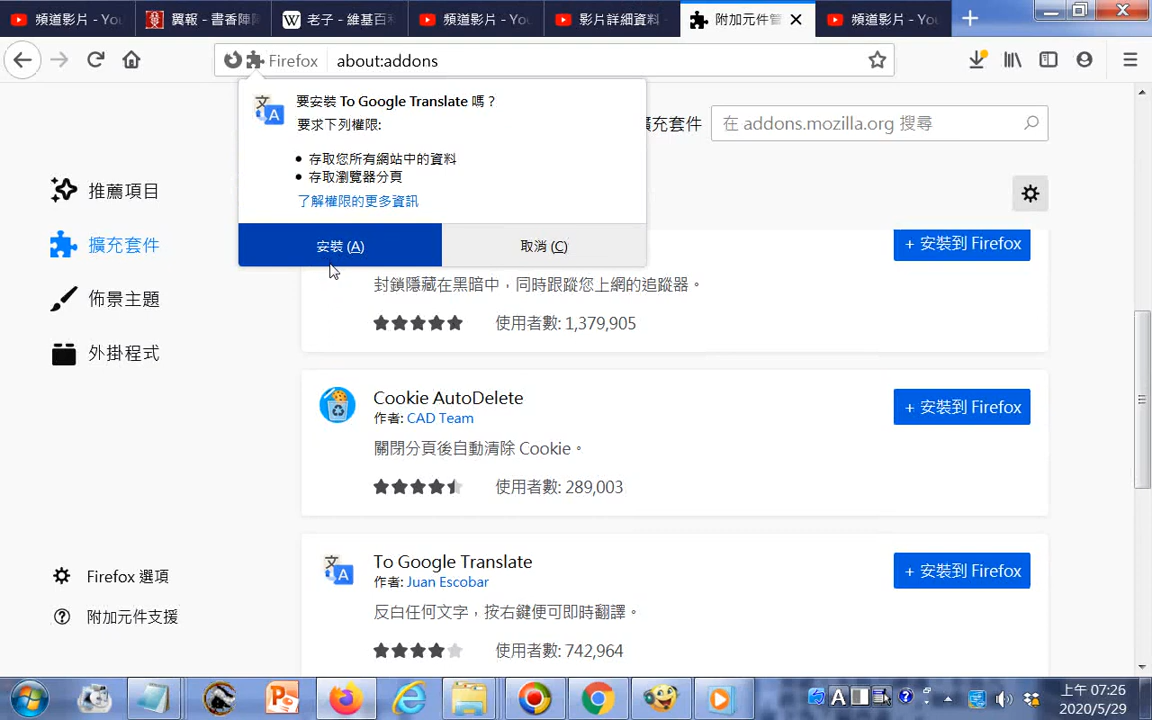 頻道影片 - You
翼報 - 書香陣
老子 - 維基百科
頻道影片 - You
影片詳細資料
附加元件管
頻道影片 - You
Firefox
about:addons
要安裝 To Google Translate 嗎？
要求下列權限:
存取您所有網站中的資料
存取瀏覽器分頁
了解權限的更多資訊
安裝 (A)
取消 (C)
擴充套件
在 addons.mozilla.org 搜尋
推薦項目
擴充套件
佈景主題
外掛程式
Firefox 選項
附加元件支援
+ 安裝到 Firefox
封鎖隱藏在黑暗中，同時跟蹤您上網的追蹤器。
使用者數: 1,379,905
Cookie AutoDelete
作者: CAD Team
+ 安裝到 Firefox
關閉分頁後自動清除 Cookie。
使用者數: 289,003
To Google Translate
作者: Juan Escobar
+ 安裝到 Firefox
反白任何文字，按右鍵便可即時翻譯。
使用者數: 742,964
上午 07:26
2020/5/29